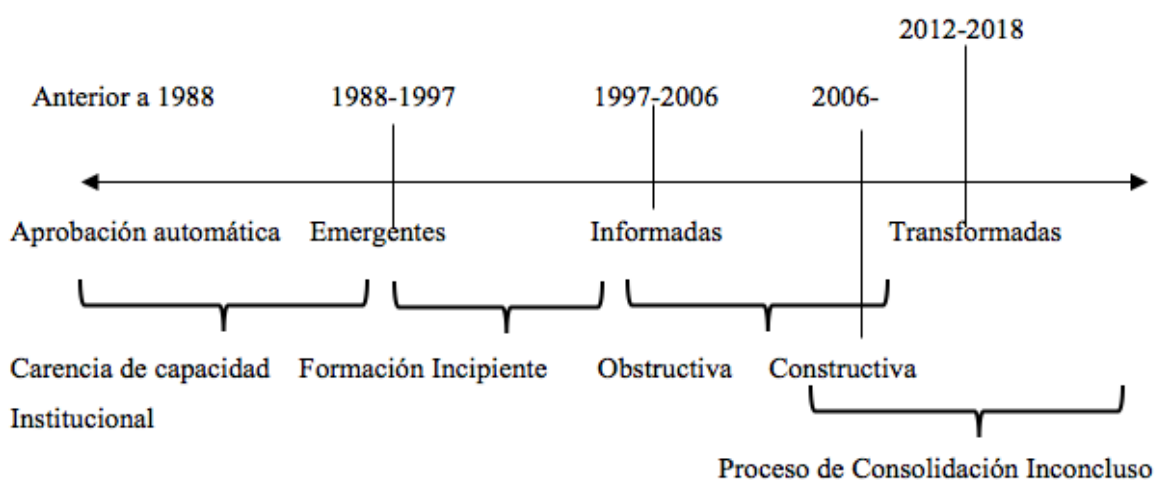 2012-2018
Anterior a 1988 1988-1997 1997-2006 2006-
Aprobación automática Emergentes Informadas Transformadas
Carencia de capacidad Formación Incipiente Obstructiva Constructiva
Institucional
Proceso de Consolidación Inconcluso